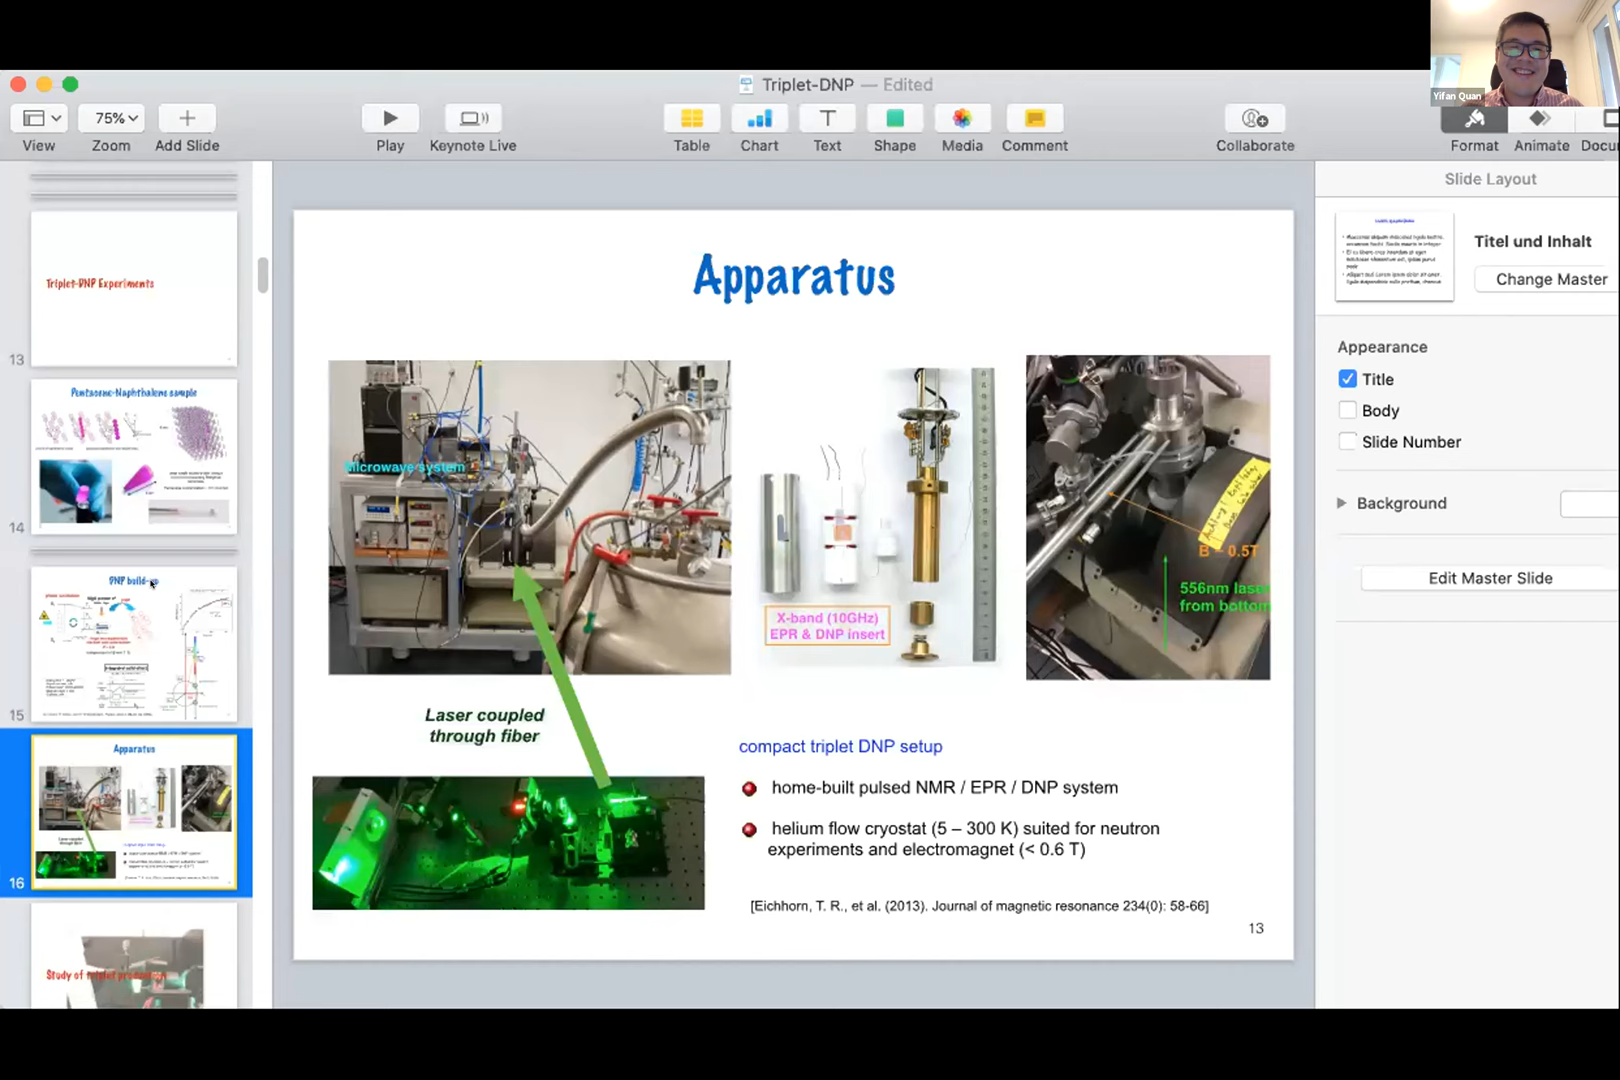 Yifan Quan
Triplet-DNP — Edited
75%
View
Zoom
Add Slide
Play
Keynote Live
Table
Chart
Text
Shape
Media
Comment
Collaborate
Format
Animate
Docu
Slide Layout
Titel und Inhalt
Change Master
Appearance
Title
Body
Slide Number
Background
Edit Master Slide
Triplet-DNP Experiments
13
Pentacene-Naphthalene sample
14
DNP build-up
15
Apparatus
16
Study of triplet production
Apparatus
Microwave system
X-band (10GHz)
EPR & DNP insert
B = 0.5T
556nm laser
from bottom
Laser coupled
through fiber
compact triplet DNP setup
home-built pulsed NMR / EPR / DNP system
helium flow cryostat (5 – 300 K) suited for neutron
experiments and electromagnet (< 0.6 T)
[Eichhorn, T. R., et al. (2013). Journal of magnetic resonance 234(0): 58-66]
13